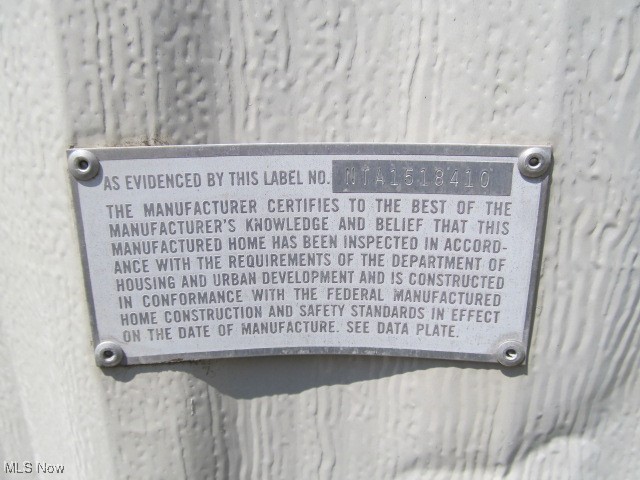 AS EVIDENCED BY THIS LABEL NO. NTA1518410
THE MANUFACTURER CERTIFIES TO THE BEST OF THE
MANUFACTURER'S KNOWLEDGE AND BELIEF THAT THIS
MANUFACTURED HOME HAS BEEN INSPECTED IN ACCORD-
ANCE WITH THE REQUIREMENTS OF THE DEPARTMENT OF
HOUSING AND URBAN DEVELOPMENT AND IS CONSTRUCTED
IN CONFORMANCE WITH THE FEDERAL MANUFACTURED
HOME CONSTRUCTION AND SAFETY STANDARDS IN EFFECT
ON THE DATE OF MANUFACTURE. SEE DATA PLATE.
MLS Now